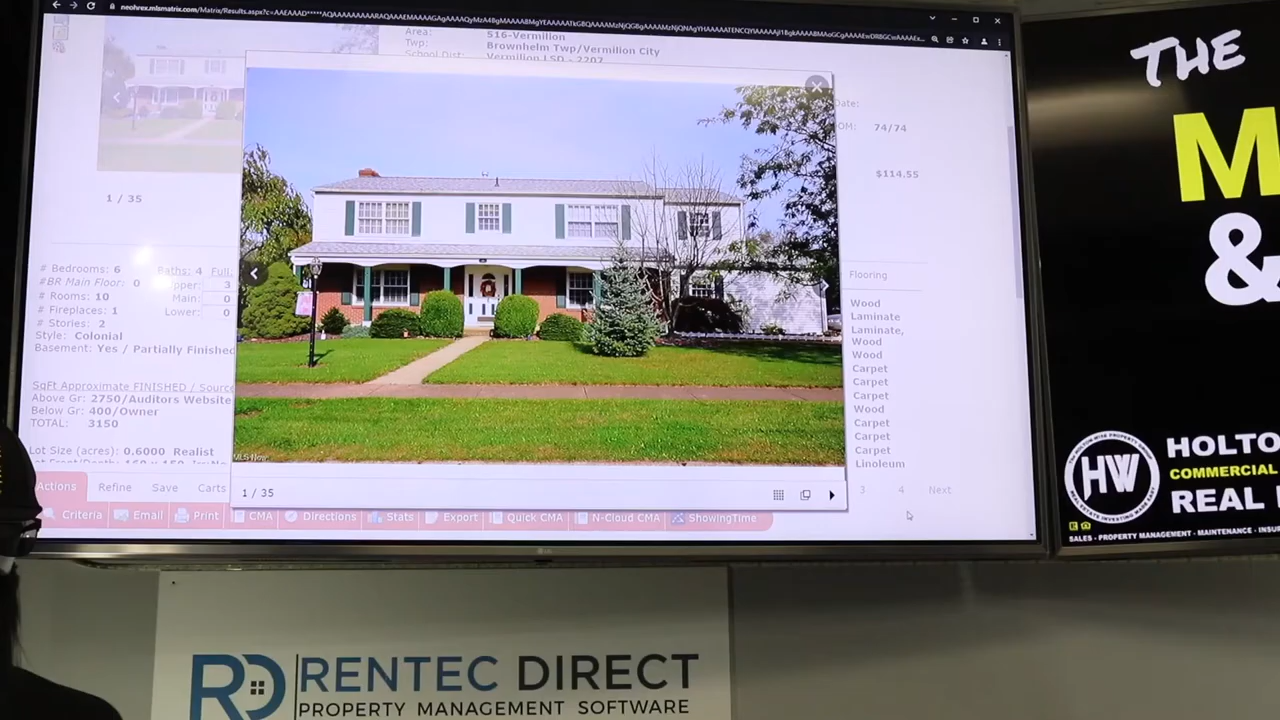 Area:
516-Vermilion
Twp:
Brownhelm Twp/Vermilion City
School Dist:
Vermilion LSD - 2207
74/74
$114.55
1 / 35
# Bedrooms: 6
Paths: 4
Full.
#BR Main Floor: 0
3
# Rooms: 10
Main: 0
# Fireplaces: 1
Lower: 0
# Stories: 2
Style: Colonial
Basement: Yes / Partially Finished
SqFt Approximate FINISHED / Source
Above Gr: 2750/Auditors Website
Below Gr: 400/Owner
TOTAL: 3150
Lot Size (acres): 0.6000 Realist
Flooring
Wood
Laminate
Laminate,
Wood
Wood
Carpet
Carpet
Carpet
Wood
Carpet
Carpet
Carpet
Linoleum
1 / 35
3 4 Next
Actions Refine Save Carts
Criteria Email Print CMA Directions Stats Export Quick CMA N-Cloud CMA ShowingTime
THE
M
&
HW
HOLTO
COMMERCIAL
REAL
SALES - PROPERTY MANAGEMENT - MAINTENANCE - INSU
RD
RENTEC DIRECT
PROPERTY MANAGEMENT SOFTWARE